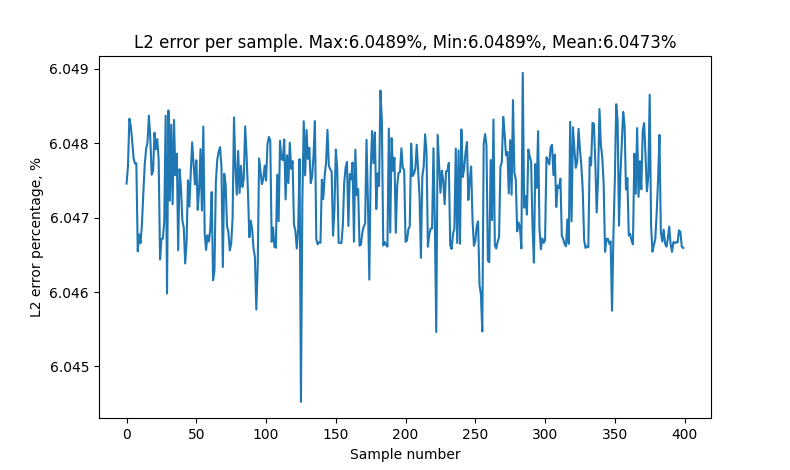 L2 error per sample. Max:6.0489%, Min:6.0489%, Mean:6.0473%
6.049
6.048
6.047
6.046
6.045
L2 error percentage, %
0 50 100 150 200 250 300 350 400
Sample number